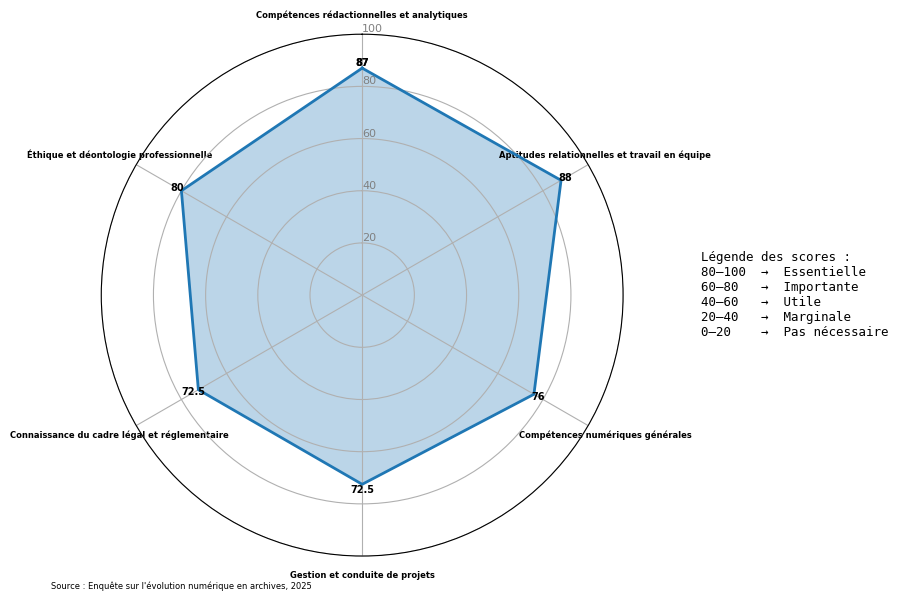 Compétences rédactionnelles et analytiques
100
87
80
60
40
20
Éthique et déontologie professionnelle
Aptitudes relationnelles et travail en équipe
80
88
Légende des scores :
80–100 → Essentielle
60–80 → Importante
40–60 → Utile
20–40 → Marginale
0–20 → Pas nécessaire
72.5
76
Connaissance du cadre légal et réglementaire
Compétences numériques générales
72.5
Gestion et conduite de projets
Source : Enquête sur l'évolution numérique en archives, 2025